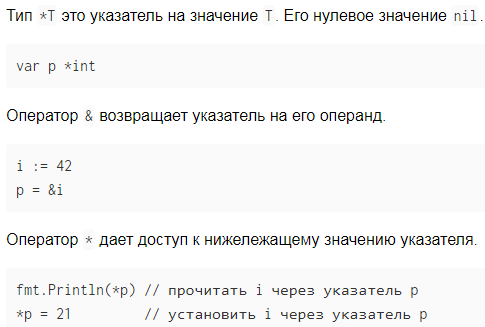 Тип *T это указатель на значение T. Его нулевое значение nil.
var p *int
Оператор & возвращает указатель на его операнд.
i := 42
p = &i
Оператор * дает доступ к нижележащему значению указателя.
fmt.Println(*p) // прочитать i через указатель p
*p = 21         // установить i через указатель p